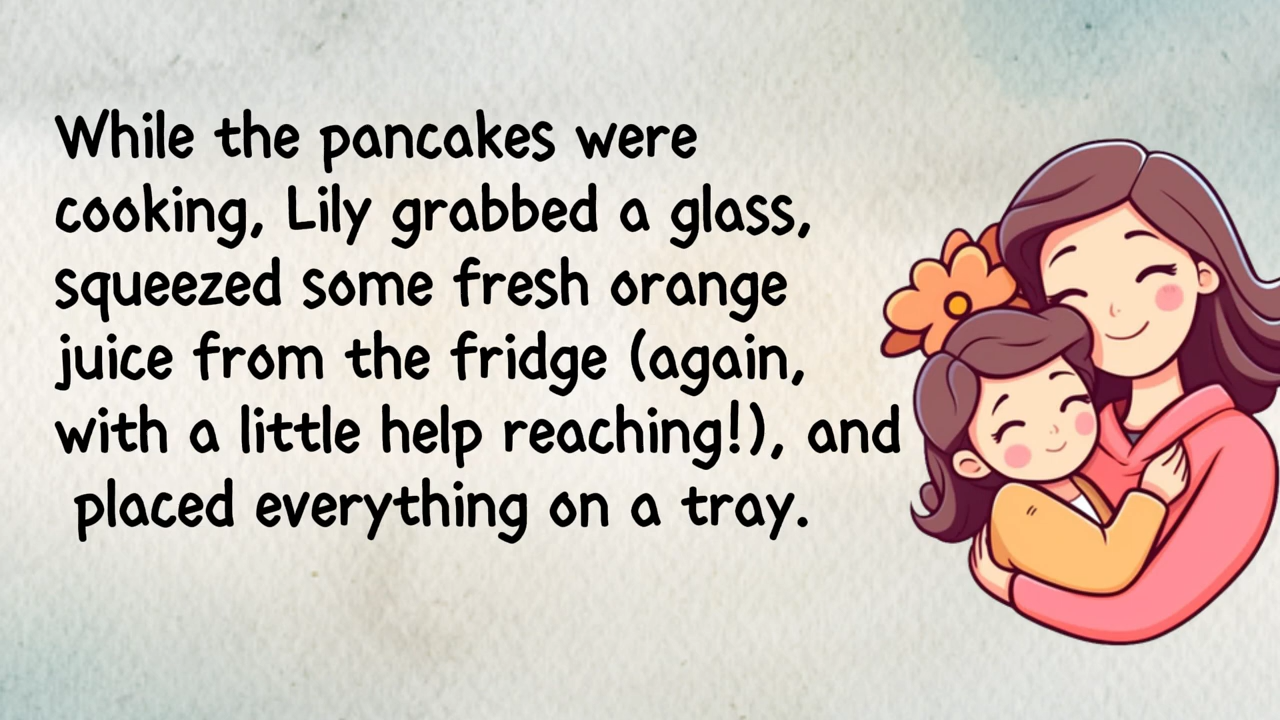 While the pancakes were
cooking, Lily grabbed a glass,
squeezed some fresh orange
juice from the fridge (again,
with a little help reaching!), and
placed everything on a tray.